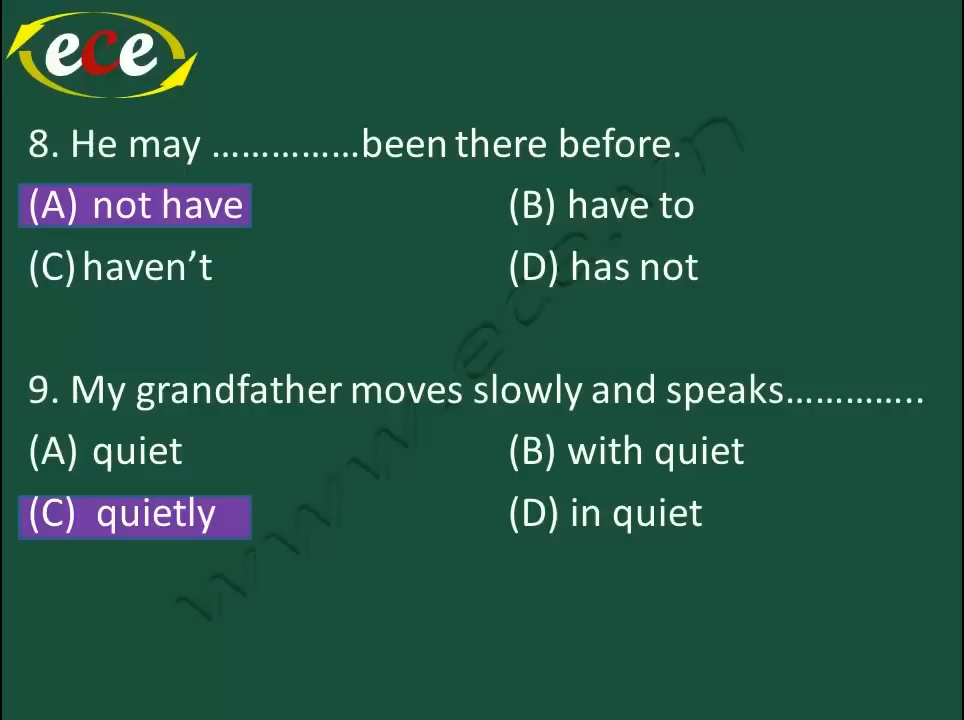 ece
8. He may ……………been there before.
(A) not have (B) have to
(C) haven’t (D) has not
9. My grandfather moves slowly and speaks…………..
(A) quiet (B) with quiet
(C) quietly (D) in quiet